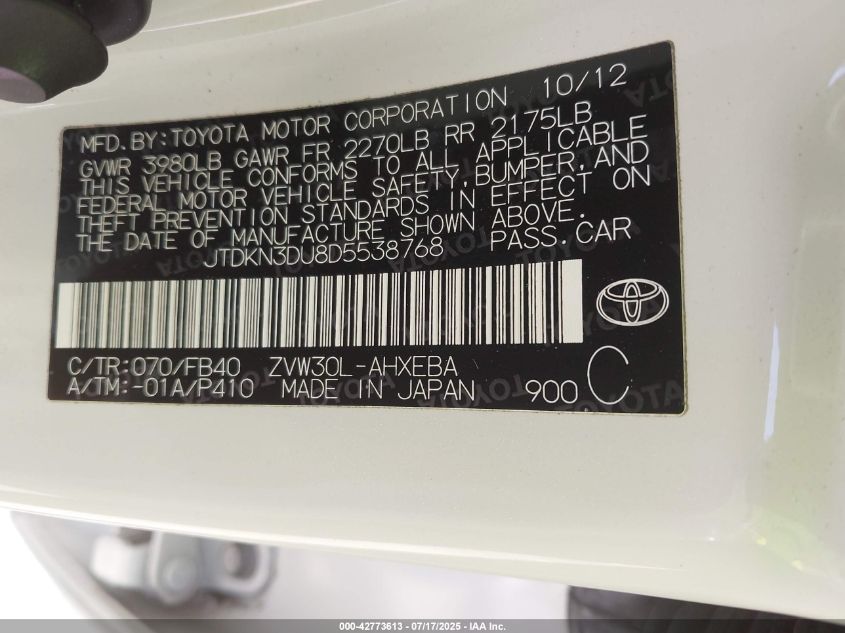 MFD.BY:TOYOTA MOTOR CORPORATION 10/12
GVWR 3980LB GAWR FR 2270LB RR 2175LB
THIS VEHICLE CONFORMS TO ALL APPLICABLE
FEDERAL MOTOR VEHICLE SAFETY,BUMPER,AND
THEFT PREVENTION STANDARDS IN EFFECT ON
THE DATE OF MANUFACTURE SHOWN ABOVE.
JTDKN3DU8D5538768 PASS.CAR
C/TR:070/FB40 ZVW30L-AHXEBA
A/TM:-01A/P410 MADE IN JAPAN 900 C
000-42773613 - 07/17/2025 - IAA Inc.